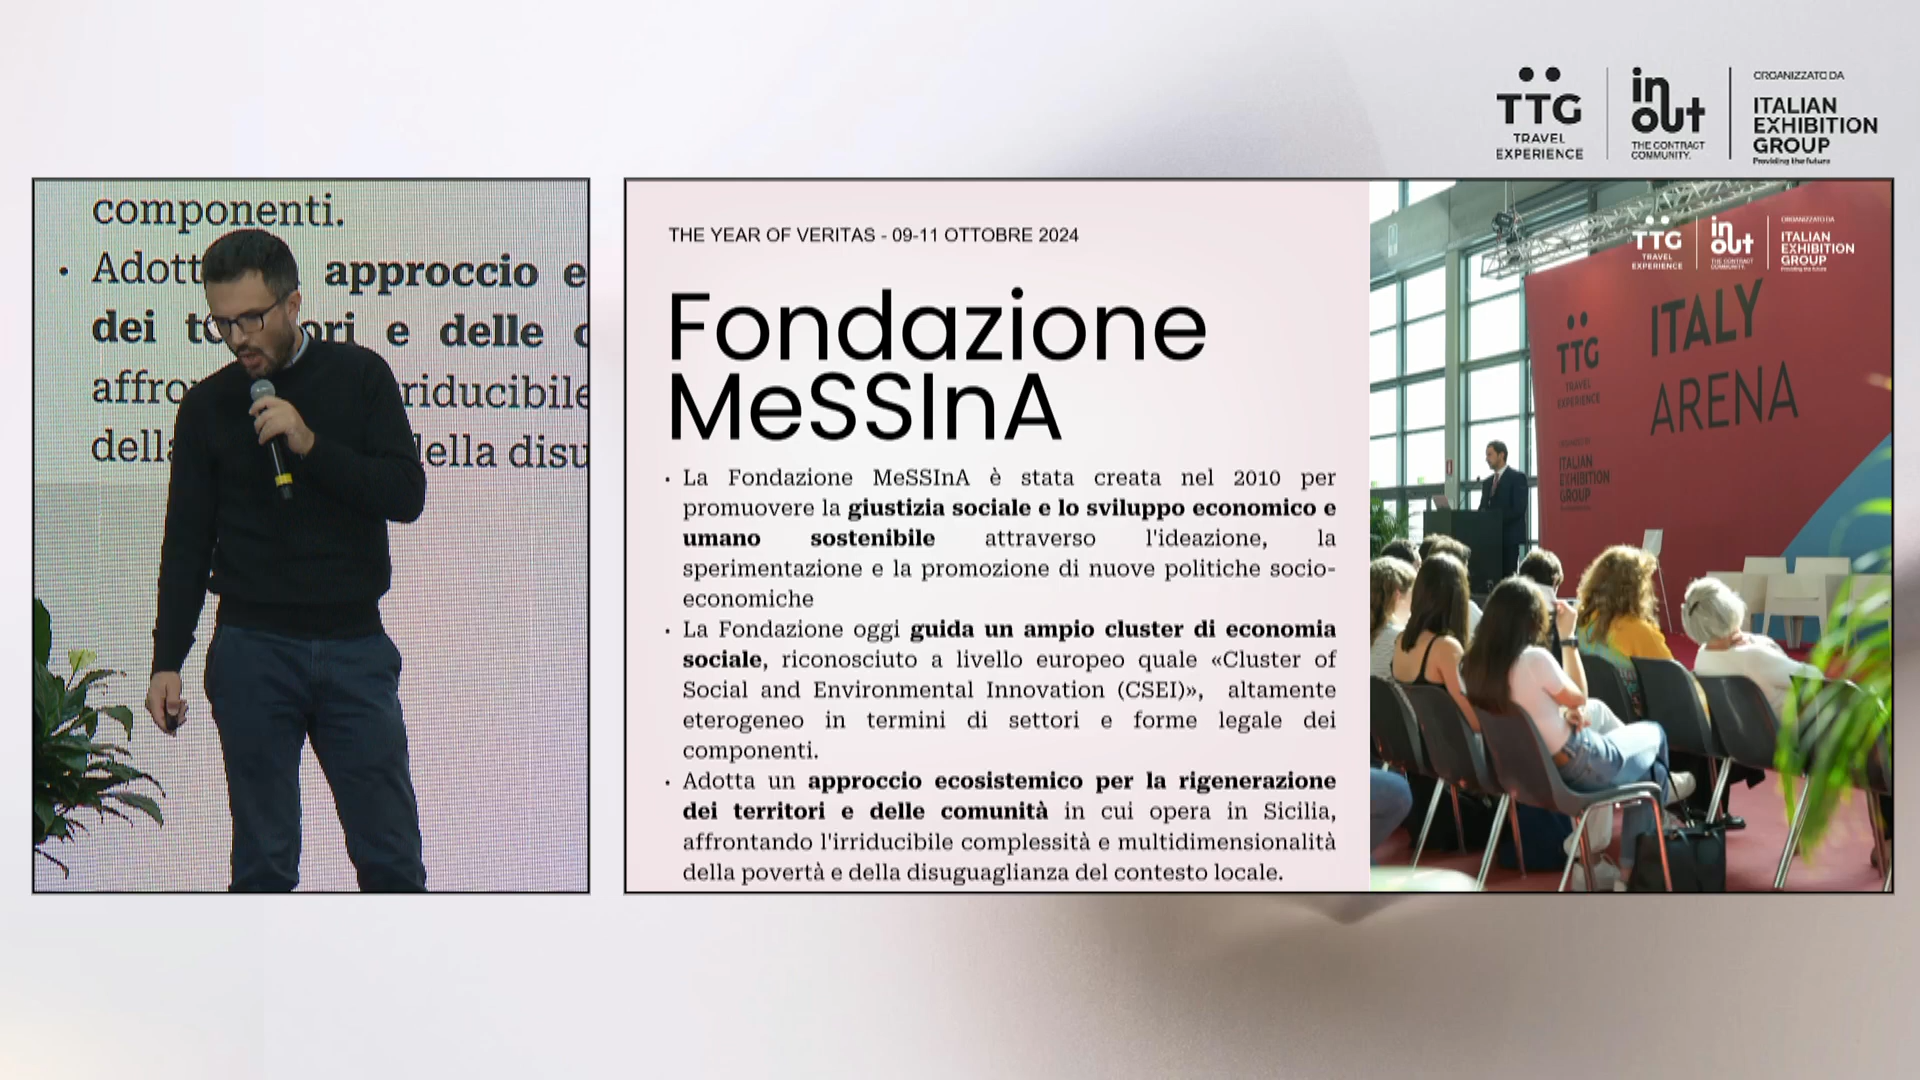 TTG
TRAVEL
EXPERIENCE
in
out
THE CONTRACT
COMMUNITY.
ORGANIZZATO DA
ITALIAN
EXHIBITION
GROUP
Providing the future
componenti.
• Adott approccio e
dei ri e delle
affro riducibile
della ella disu
THE YEAR OF VERITAS - 09-11 OTTOBRE 2024
Fondazione
MeSSInA
• La Fondazione MeSSInA è stata creata nel 2010 per
promuovere la giustizia sociale e lo sviluppo economico e
umano sostenibile attraverso l'ideazione, la
sperimentazione e la promozione di nuove politiche socio-
economiche
• La Fondazione oggi guida un ampio cluster di economia
sociale, riconosciuto a livello europeo quale «Cluster of
Social and Environmental Innovation (CSEI)», altamente
eterogeneo in termini di settori e forme legale dei
componenti.
• Adotta un approccio ecosistemico per la rigenerazione
dei territori e delle comunità in cui opera in Sicilia,
affrontando l'irriducibile complessità e multidimensionalità
della povertà e della disuguaglianza del contesto locale.
TTG
TRAVEL
EXPERIENCE
in
out
THE CONTRACT
COMMUNITY.
ORGANIZZATO DA
ITALIAN
EXHIBITION
GROUP
TTG
TRAVEL
EXPERIENCE
ITALY
ARENA
ITALIAN
EXHIBITION
GROUP